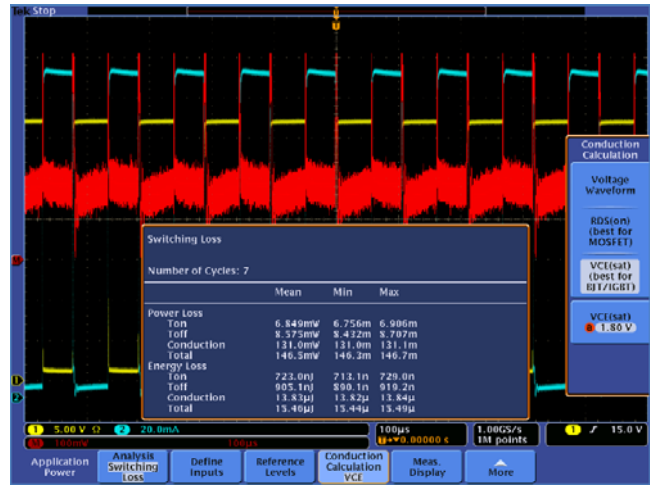 Tek Stop
Conduction
Calculation
Voltage
Waveform
RDS(on)
(best for
MOSFET)
VCE(sat)
(best for
BJT/IGBT)
VCE(sat)
1.80 V
Switching Loss
Number of Cycles: 7
Mean Min Max
Power Loss
Ton 6.849mW 6.756m 6.906m
Toff 8.575mW 8.432m 8.707m
Conduction 131.0mW 131.0m 131.1m
Total 146.5mW 146.3m 146.7m
Energy Loss
Ton 723.0nJ 713.1n 729.0n
Toff 905.1nJ 890.1n 919.2n
Conduction 13.83µJ 13.82µ 13.84µ
Total 15.46µJ 15.44µ 15.49µ
1 5.00 V Ω 2 20.0mA 100µs 1.00GS/s 1 15.0 V
M 100mW 100µs 0.00000 s 1M points
Application
Power
Analysis
Switching
Loss
Define
Inputs
Reference
Levels
Conduction
Calculation
VCE
Meas.
Display
More